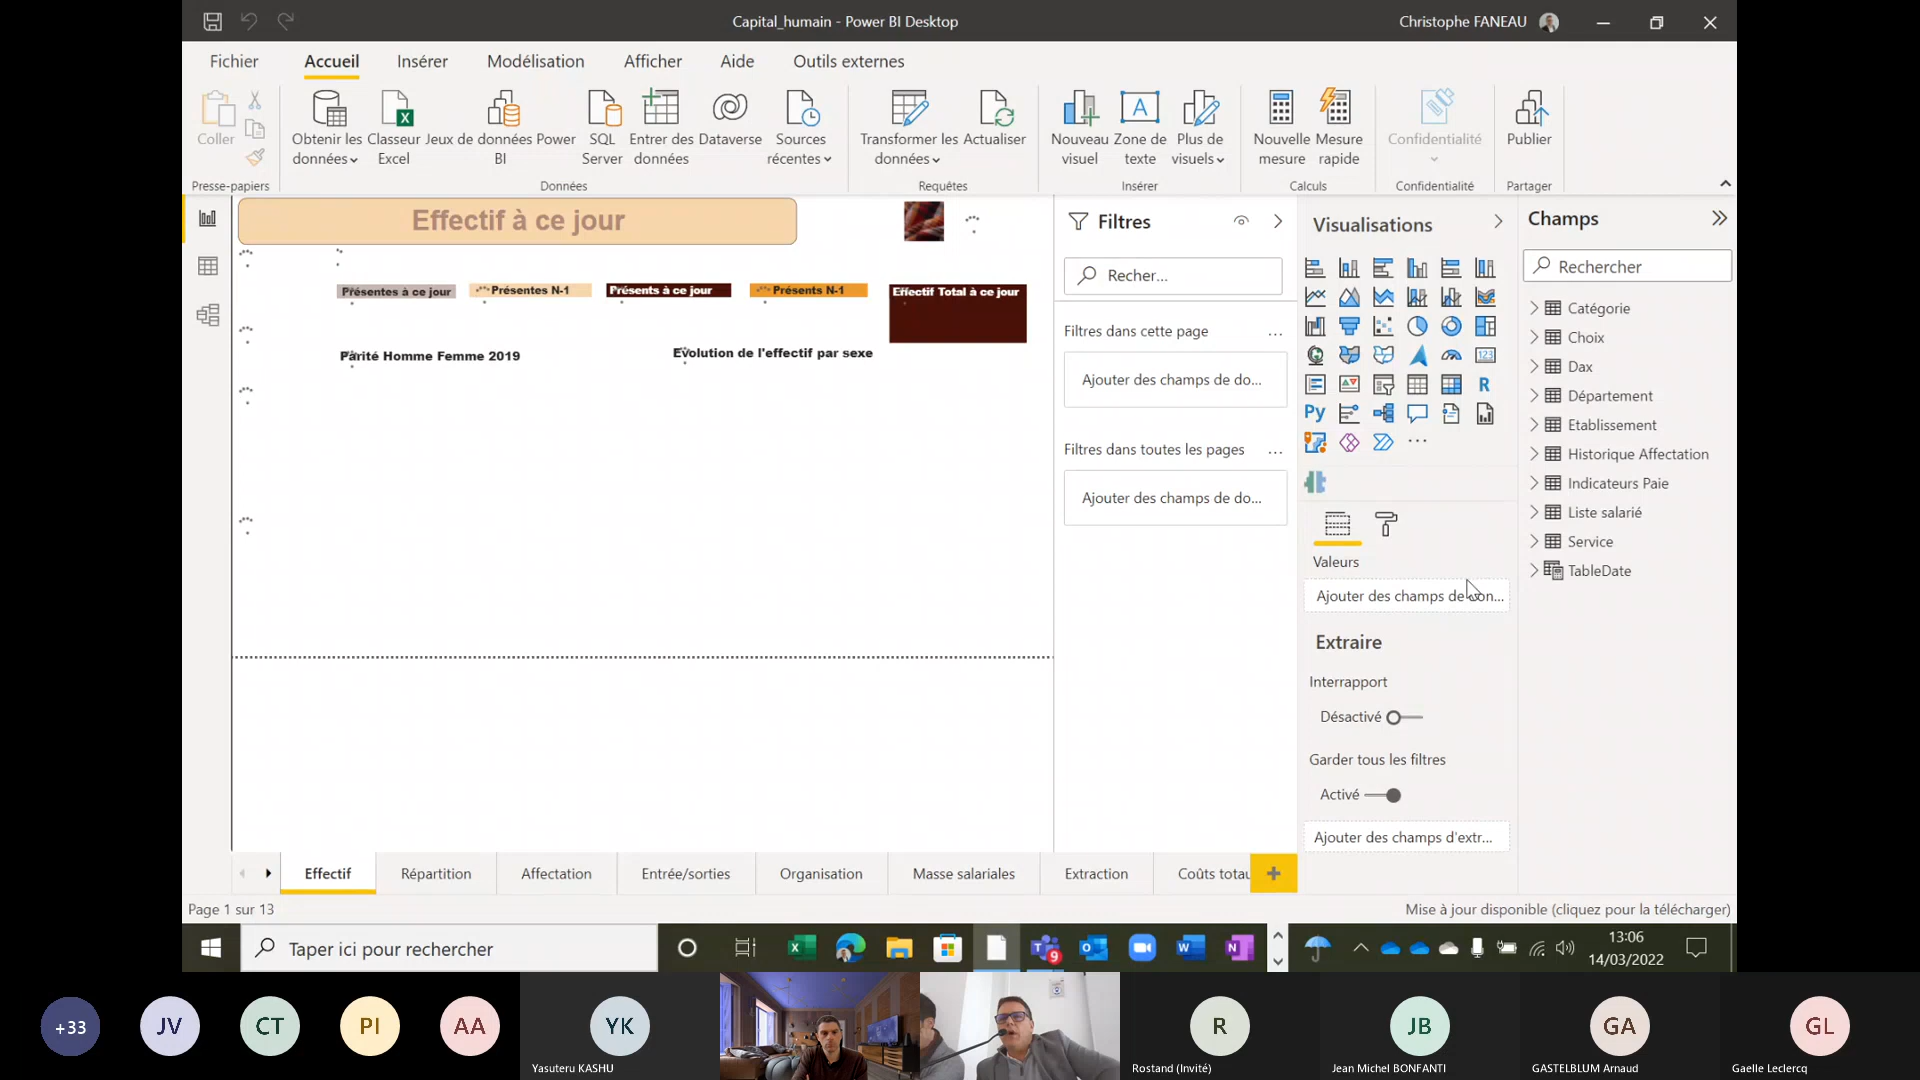 Capital_humain - Power BI Desktop
Christophe FANEAU
Fichier
Accueil
Insérer
Modélisation
Afficher
Aide
Outils externes
Coller
Obtenir les données
Classeur Excel
Jeux de données Power BI
SQL Server
Entrer des données
Dataverse
Sources récentes
Transformer les données
Actualiser
Nouveau visuel
Zone de texte
Plus de visuels
Nouvelle mesure
Mesure rapide
Confidentialité
Publier
Presse-papiers
Données
Requêtes
Insérer
Calculs
Confidentialité
Partager
Effectif à ce jour
Présentes à ce jour
Présentes N-1
Présents à ce jour
Présents N-1
Effectif Total à ce jour
Parité Homme Femme 2019
Evolution de l'effectif par sexe
Filtres
Recher...
Filtres dans cette page
...
Ajouter des champs de do...
Filtres dans toutes les pages
...
Ajouter des champs de do...
Visualisations
123
R
Py
...
Valeurs
Ajouter des champs de don...
Extraire
Interrapport
Désactivé
Garder tous les filtres
Activé
Ajouter des champs d'extr...
Champs
Rechercher
Catégorie
Choix
Dax
Département
Etablissement
Historique Affectation
Indicateurs Paie
Liste salarié
Service
TableDate
Effectif
Répartition
Affectation
Entrée/sorties
Organisation
Masse salariales
Extraction
Coûts totau
+
Page 1 sur 13
Mise à jour disponible (cliquez pour la télécharger)
Taper ici pour rechercher
9
13:06
14/03/2022
+33
JV
CT
PI
AA
YK
Yasuteru KASHU
R
Rostand (Invité)
JB
Jean Michel BONFANTI
GA
GASTELBLUM Arnaud
GL
Gaelle Leclercq